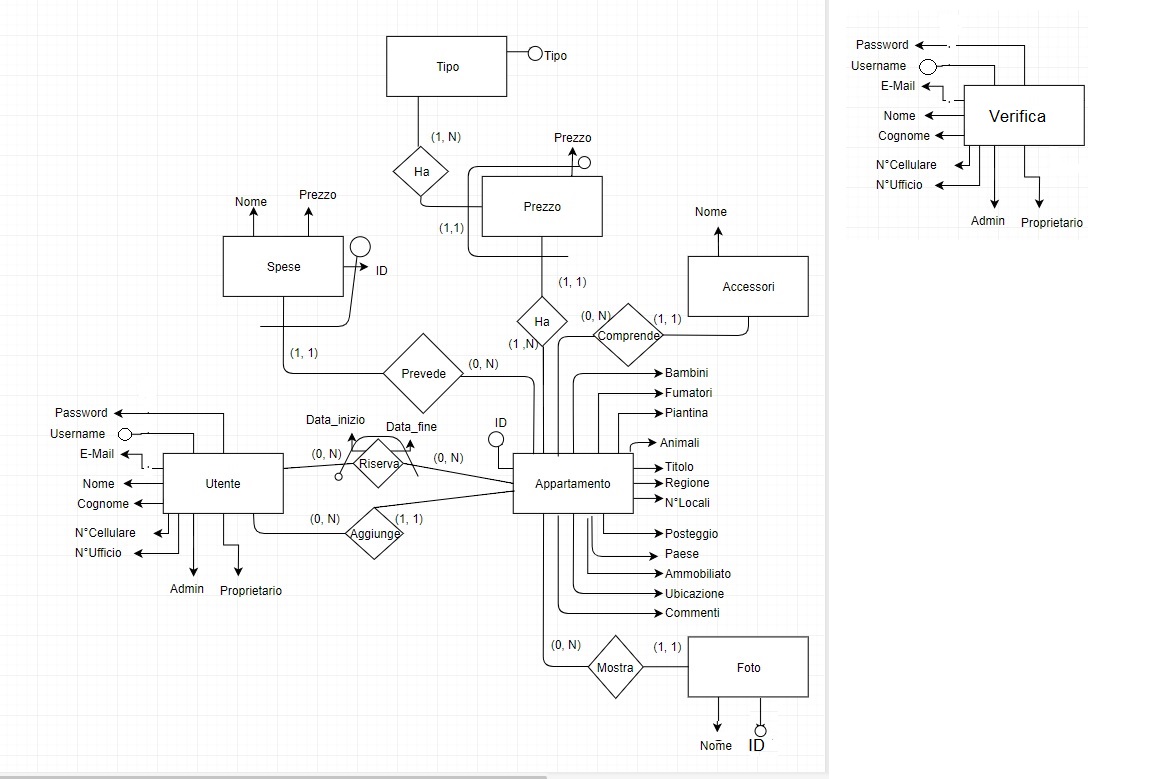 Tipo
Tipo
(1, N)
Ha
Prezzo
Prezzo
(1,1)
(1, 1)
Nome
Prezzo
Spese
ID
(1, 1)
Nome
Accessori
Ha
(1 ,N)
(0, N)
Comprende
(1, 1)
Prevede
(0, N)
Password
Username
E-Mail
Nome
Cognome
N°Cellulare
N°Ufficio
Admin
Proprietario
Utente
Data_inizio
Data_fine
(0, N)
Riserva
(0, N)
(0, N)
Aggiunge
(1, 1)
ID
Appartamento
Bambini
Fumatori
Piantina
Animali
Titolo
Regione
N°Locali
Posteggio
Paese
Ammobiliato
Ubicazione
Commenti
(0, N)
Mostra
(1, 1)
Foto
Nome
ID
Password
Username
E-Mail
Nome
Cognome
N°Cellulare
N°Ufficio
Admin
Proprietario
Verifica